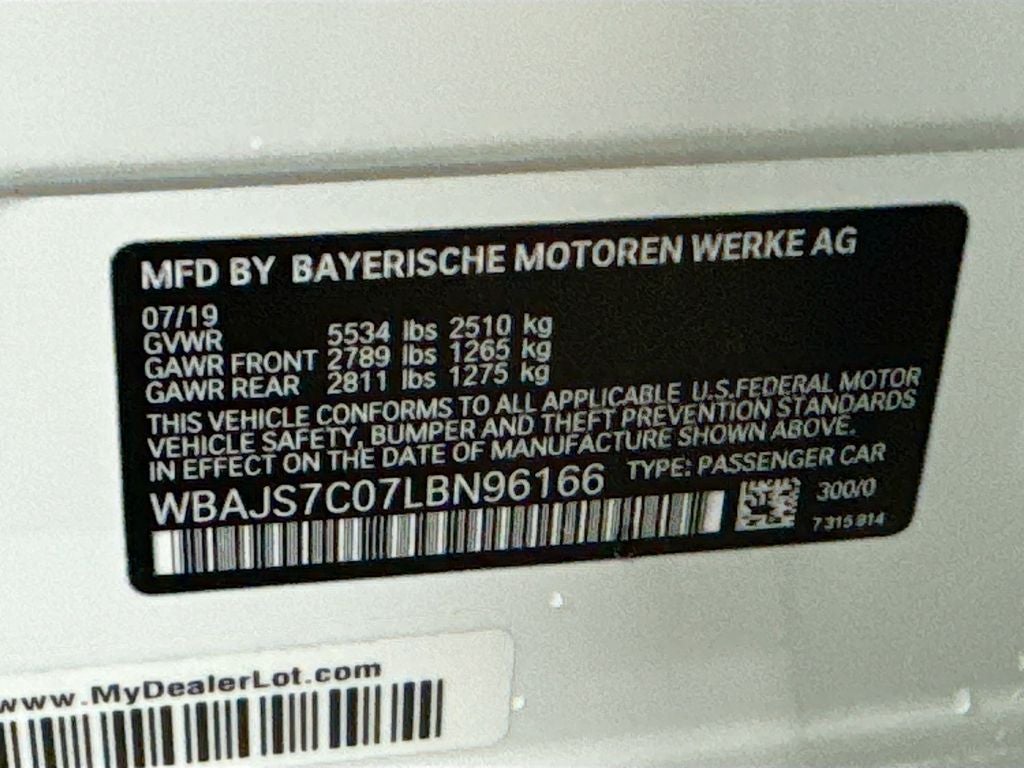 MFD BY BAYERISCHE MOTOREN WERKE AG
07/19
GVWR 5534 lbs 2510 kg
GAWR FRONT 2789 lbs 1265 kg
GAWR REAR 2811 lbs 1275 kg
THIS VEHICLE CONFORMS TO ALL APPLICABLE U.S.FEDERAL MOTOR
VEHICLE SAFETY, BUMPER AND THEFT PREVENTION STANDARDS
IN EFFECT ON THE DATE OF MANUFACTURE SHOWN ABOVE.
WBAJS7C07LBN96166 TYPE: PASSENGER CAR
300/0
7315814
www.MyDealerLot.com